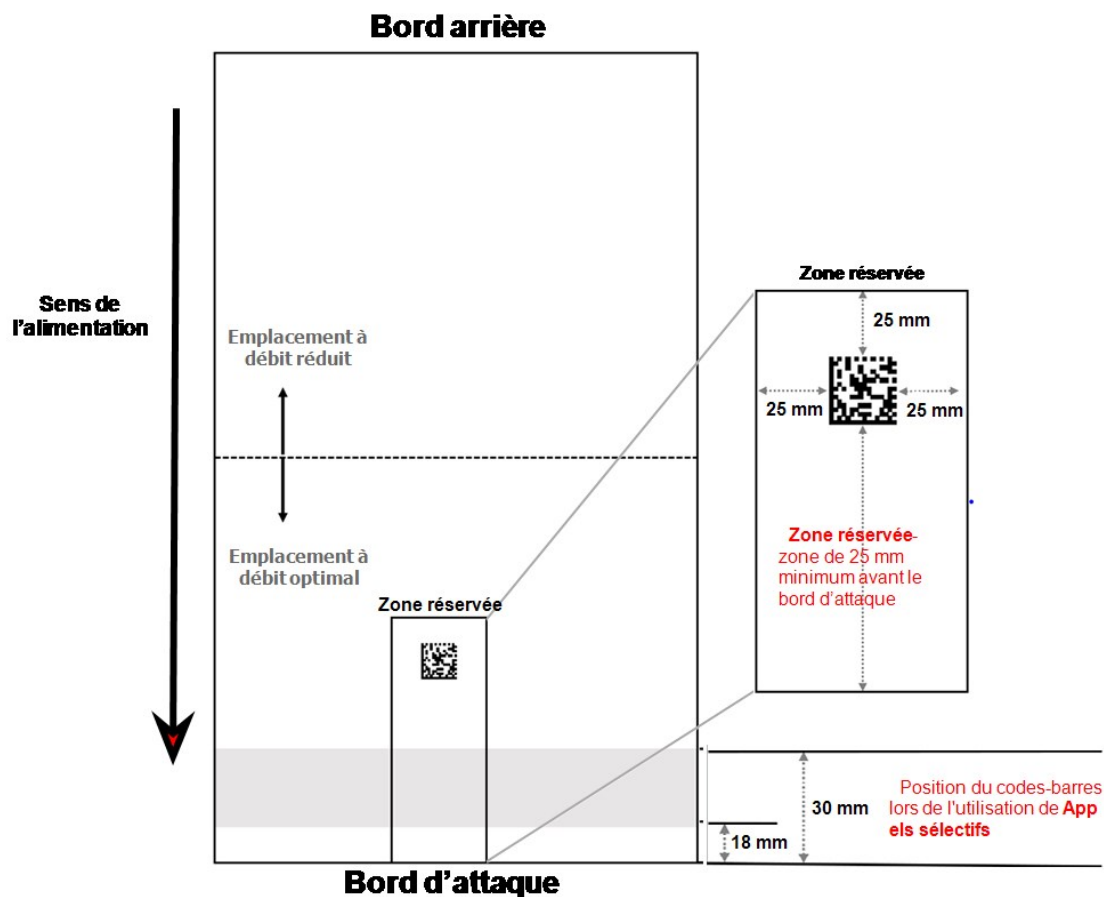 Bord arrière
Sens de
l'alimentation
Emplacement à
débit réduit
Emplacement à
débit optimal
Zone réservée
Zone réservée
25 mm
25 mm
25 mm
Zone réservée-
zone de 25 mm
minimum avant le
bord d'attaque
30 mm
18 mm
Position du codes-barres
lors de l'utilisation de App
els sélectifs
Bord d'attaque